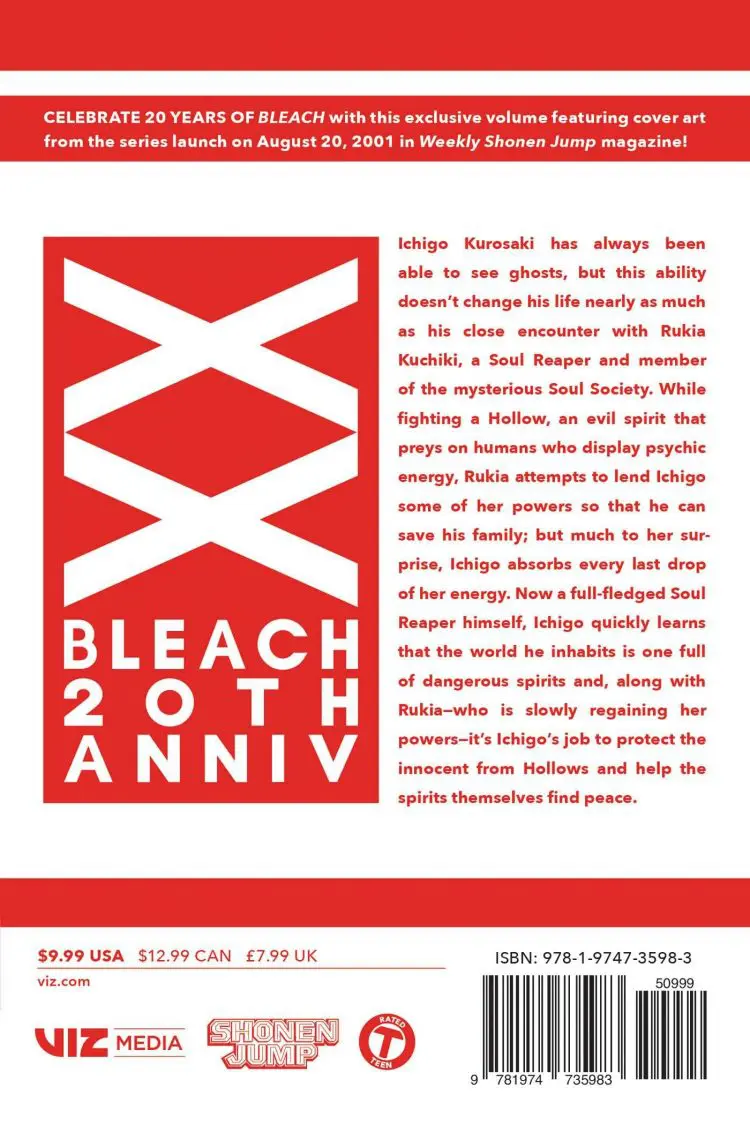 CELEBRATE 20 YEARS OF BLEACH with this exclusive volume featuring cover art
from the series launch on August 20, 2001 in Weekly Shonen Jump magazine!
XX
BLEACH
20TH
ANNIV
Ichigo Kurosaki has always been
able to see ghosts, but this ability
doesn't change his life nearly as much
as his close encounter with Rukia
Kuchiki, a Soul Reaper and member
of the mysterious Soul Society. While
fighting a Hollow, an evil spirit that
preys on humans who display psychic
energy, Rukia attempts to lend Ichigo
some of her powers so that he can
save his family; but much to her sur-
prise, Ichigo absorbs every last drop
of her energy. Now a full-fledged Soul
Reaper himself, Ichigo quickly learns
that the world he inhabits is one full
of dangerous spirits and, along with
Rukia—who is slowly regaining her
powers—it's Ichigo's job to protect the
innocent from Hollows and help the
spirits themselves find peace.
$9.99 USA $12.99 CAN £7.99 UK
viz.com
VIZ MEDIA
SHONEN
JUMP
RATED
T
TEEN
ISBN: 978-1-9747-3598-3
50999
9 781974 735983